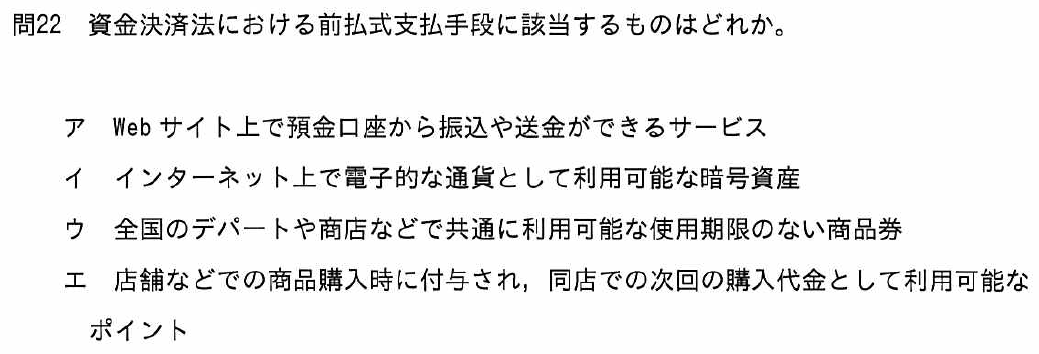 問22 資金決済法における前払式支払手段に該当するものはどれか。
ア Webサイト上で預金口座から振込や送金ができるサービス
イ インターネット上で電子的な通貨として利用可能な暗号資産
ウ 全国のデパートや商店などで共通に利用可能な使用期限のない商品券
エ 店舗などでの商品購入時に付与され，同店での次回の購入代金として利用可能な
ポイント